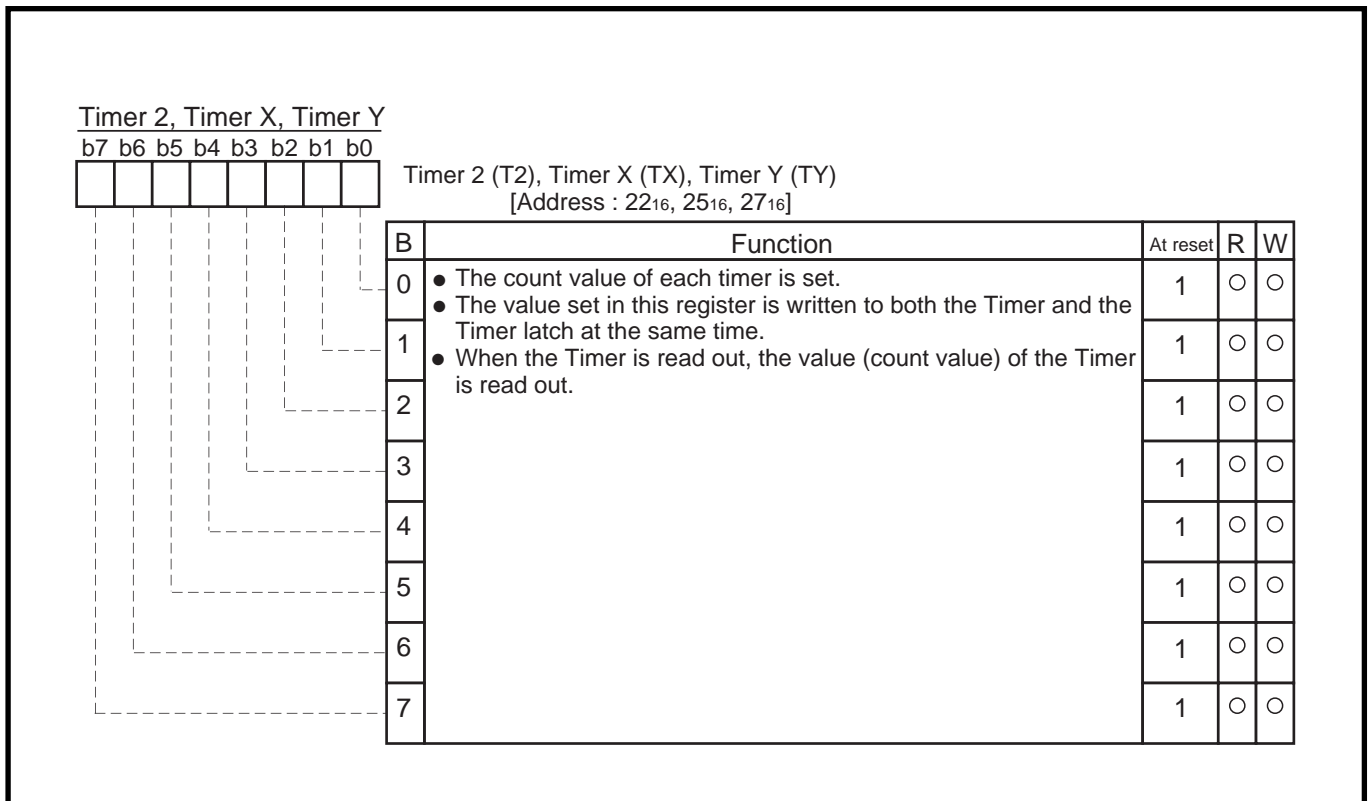 Timer 2, Timer X, Timer Y
b7 b6 b5 b4 b3 b2 b1 b0
Timer 2 (T2), Timer X (TX), Timer Y (TY)
[Address : 22₁₆, 25₁₆, 27₁₆]
B Function At reset R W
0 ● The count value of each timer is set. 1 ○ ○
● The value set in this register is written to both the Timer and the
Timer latch at the same time.
1 1 ○ ○
● When the Timer is read out, the value (count value) of the Timer
is read out.
2 1 ○ ○
3 1 ○ ○
4 1 ○ ○
5 1 ○ ○
6 1 ○ ○
7 1 ○ ○